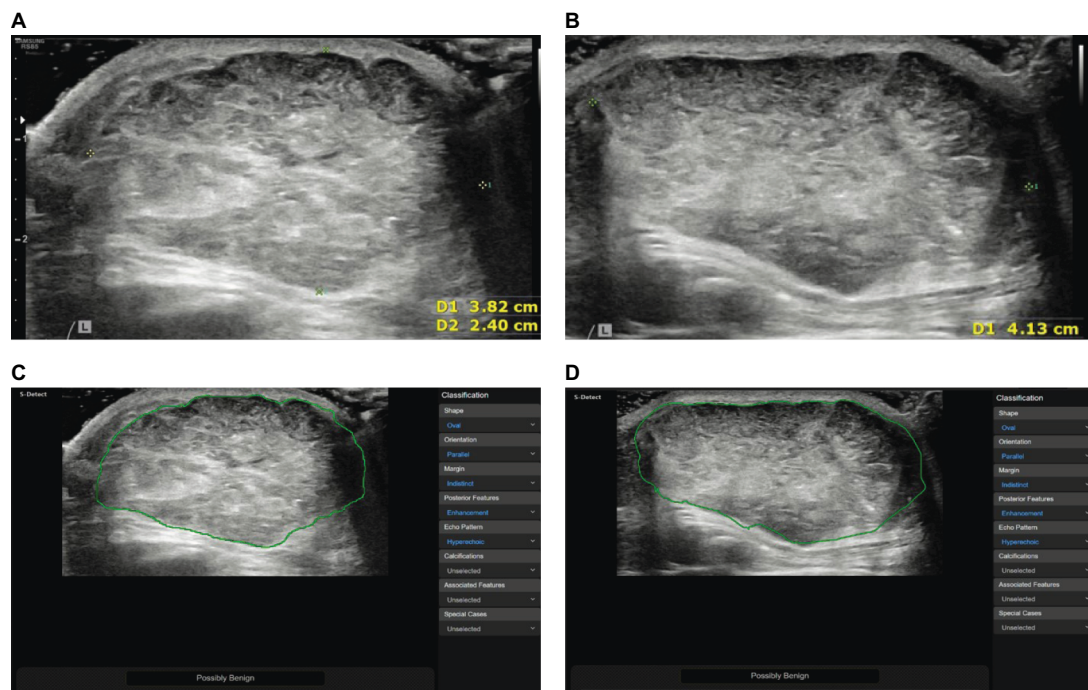 A
SAMSUNG
RS85
1
2
1
L
D1 3.82 cm
D2 2.40 cm
B
1
L
D1 4.13 cm
C
S-Detect
Classification
Shape
Oval
Orientation
Parallel
Margin
Indistinct
Posterior Features
Enhancement
Echo Pattern
Hyperechoic
Calcifications
Unselected
Associated Features
Unselected
Special Cases
Unselected
Possibly Benign
D
S-Detect
Classification
Shape
Oval
Orientation
Parallel
Margin
Indistinct
Posterior Features
Enhancement
Echo Pattern
Hyperechoic
Calcifications
Unselected
Associated Features
Unselected
Special Cases
Unselected
Possibly Benign